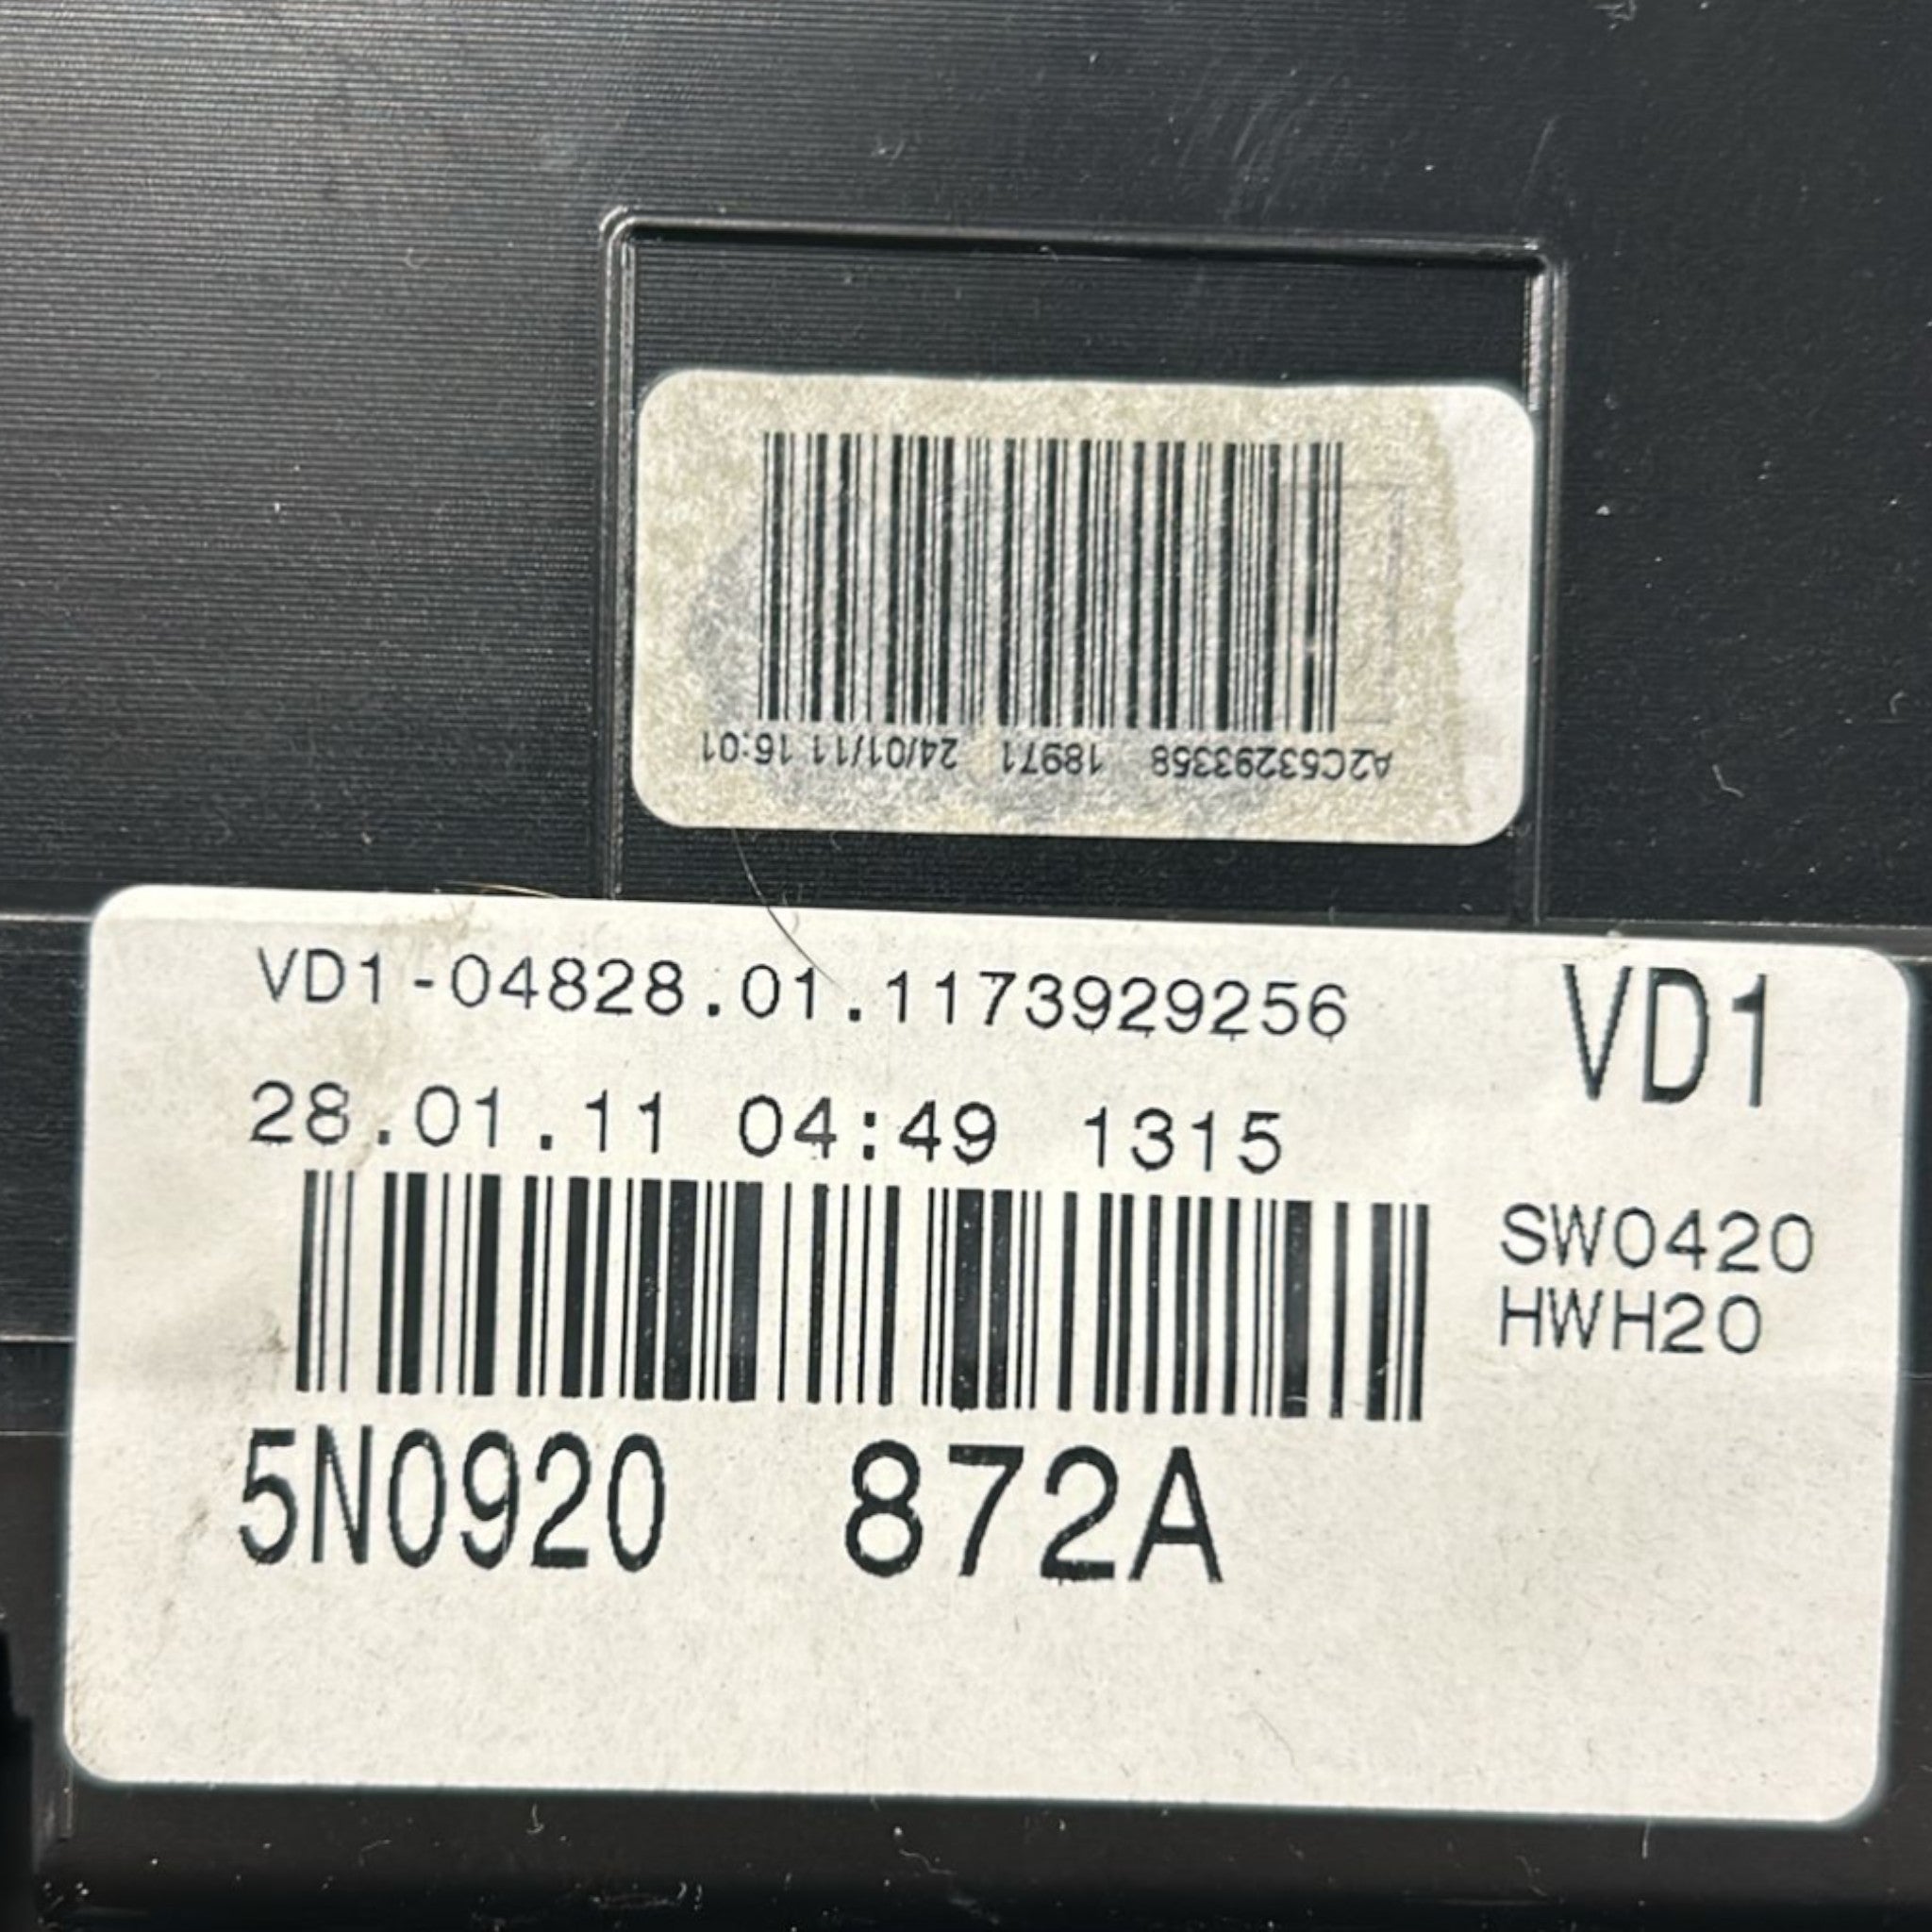 A2C53293358 18971 24/01/11 16:01
VD1-04828.01.1173929256
VD1
28.01.11 04:49 1315
SW0420
HWH20
5N0920 872A